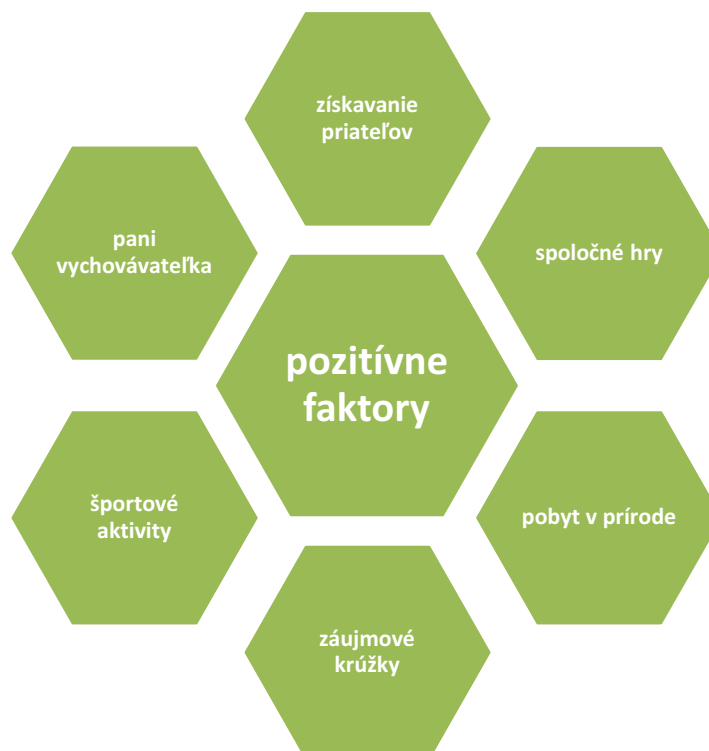 získavanie
priateľov
pani
vychovávateľka
spoločné hry
pozitívne
faktory
športové
aktivity
pobyt v prírode
záujmové
krúžky